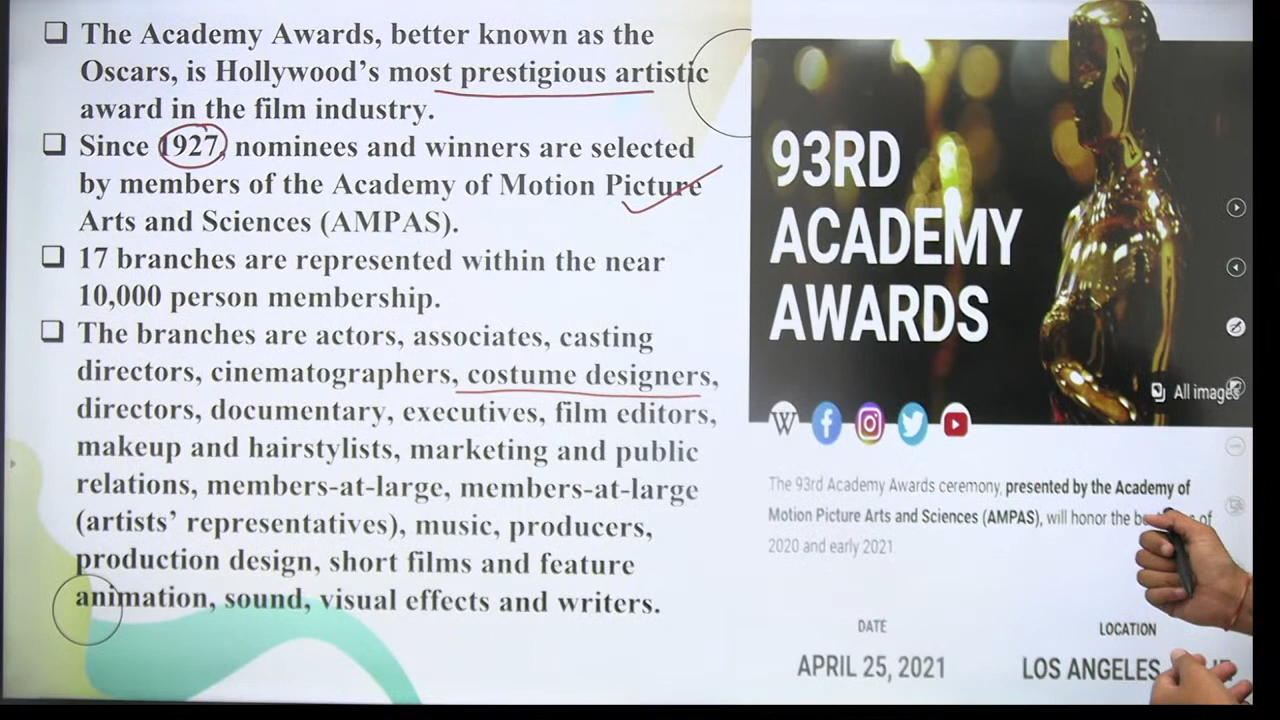 The Academy Awards, better known as the
Oscars, is Hollywood's most prestigious artistic
award in the film industry.
Since 1927, nominees and winners are selected
by members of the Academy of Motion Picture
Arts and Sciences (AMPAS).
17 branches are represented within the near
10,000 person membership.
The branches are actors, associates, casting
directors, cinematographers, costume designers,
directors, documentary, executives, film editors,
makeup and hairstylists, marketing and public
relations, members-at-large, members-at-large
(artists' representatives), music, producers,
production design, short films and feature
animation, sound, visual effects and writers.
93RD
ACADEMY
AWARDS
All images
W
The 93rd Academy Awards ceremony, presented by the Academy of
Motion Picture Arts and Sciences (AMPAS), will honor the of
2020 and early 2021.
DATE
APRIL 25, 2021
LOCATION
LOS ANGELES